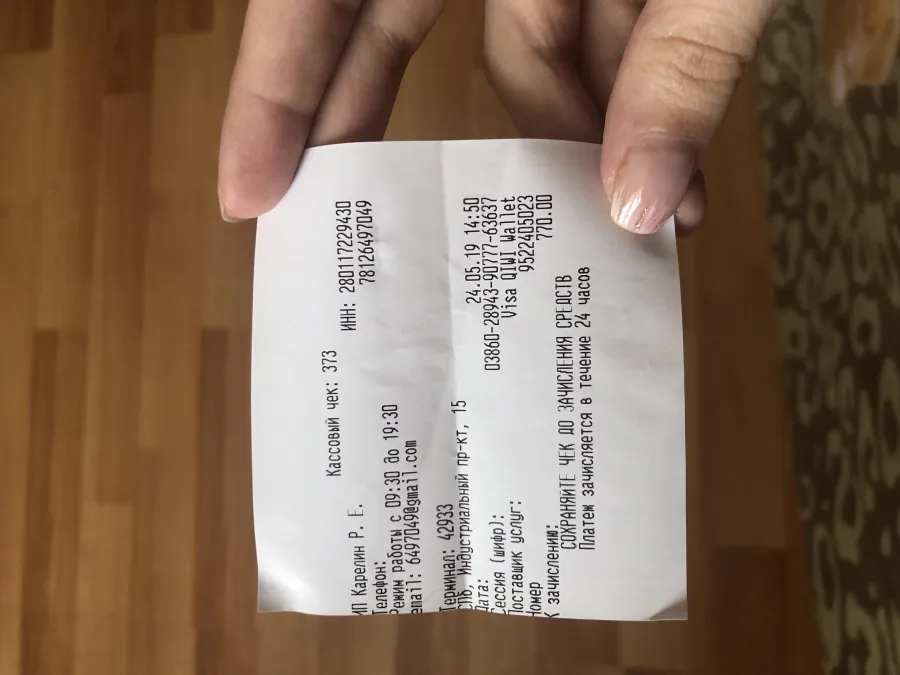 Кассовый чек: 373
ИП Карелин Р. Е. ИНН: 280117229430
Телефон: 78126497049
Режим работы с 09:30 до 19:30
email: 6497049@gmail.com
Терминал: 42933
СПб, Индустриальный пр-кт, 15
Дата: 24.05.19 14:50
Сессия (шифр): 03860-28943-90777-63637
Поставщик услуг: Visa QIWI Wallet
Номер 9522405023
К зачислению: 770.00
СОХРАНЯЙТЕ ЧЕК ДО ЗАЧИСЛЕНИЯ СРЕДСТВ
Платеж зачисляется в течение 24 часов